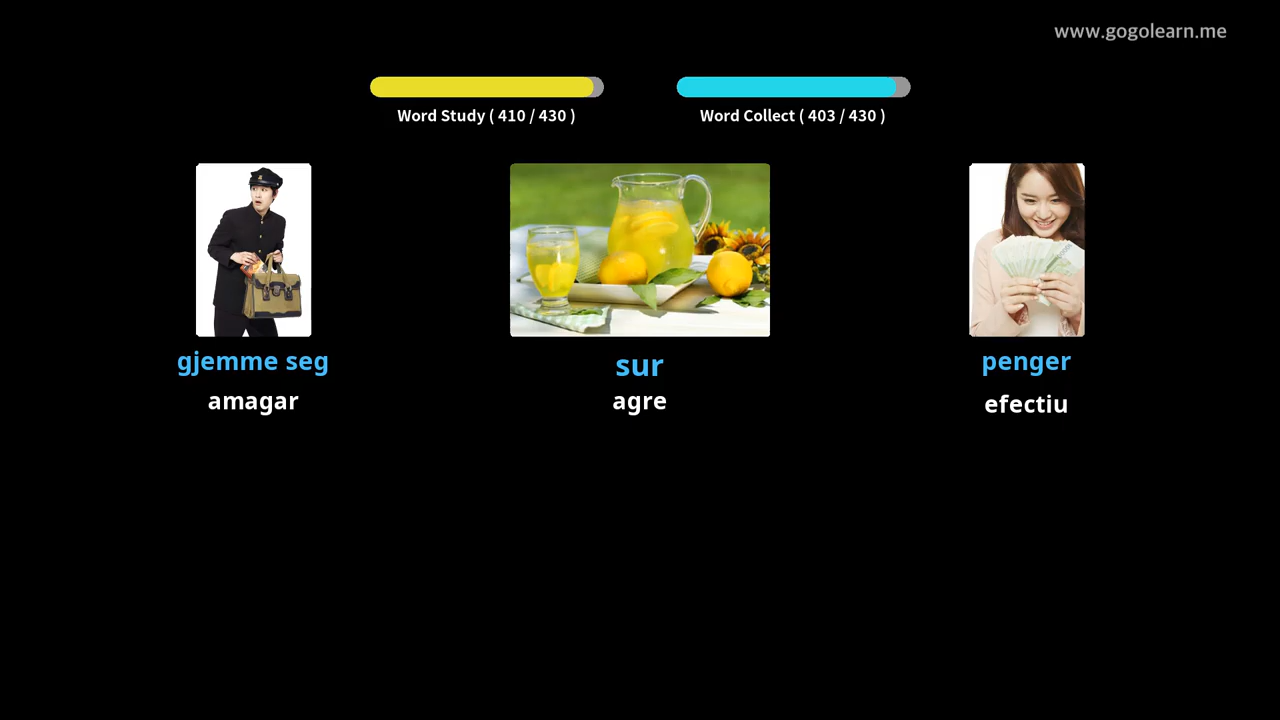 www.gogolearn.me
Word Study ( 410 / 430 )
Word Collect ( 403 / 430 )
gjemme seg
sur
penger
amagar
agre
efectiu